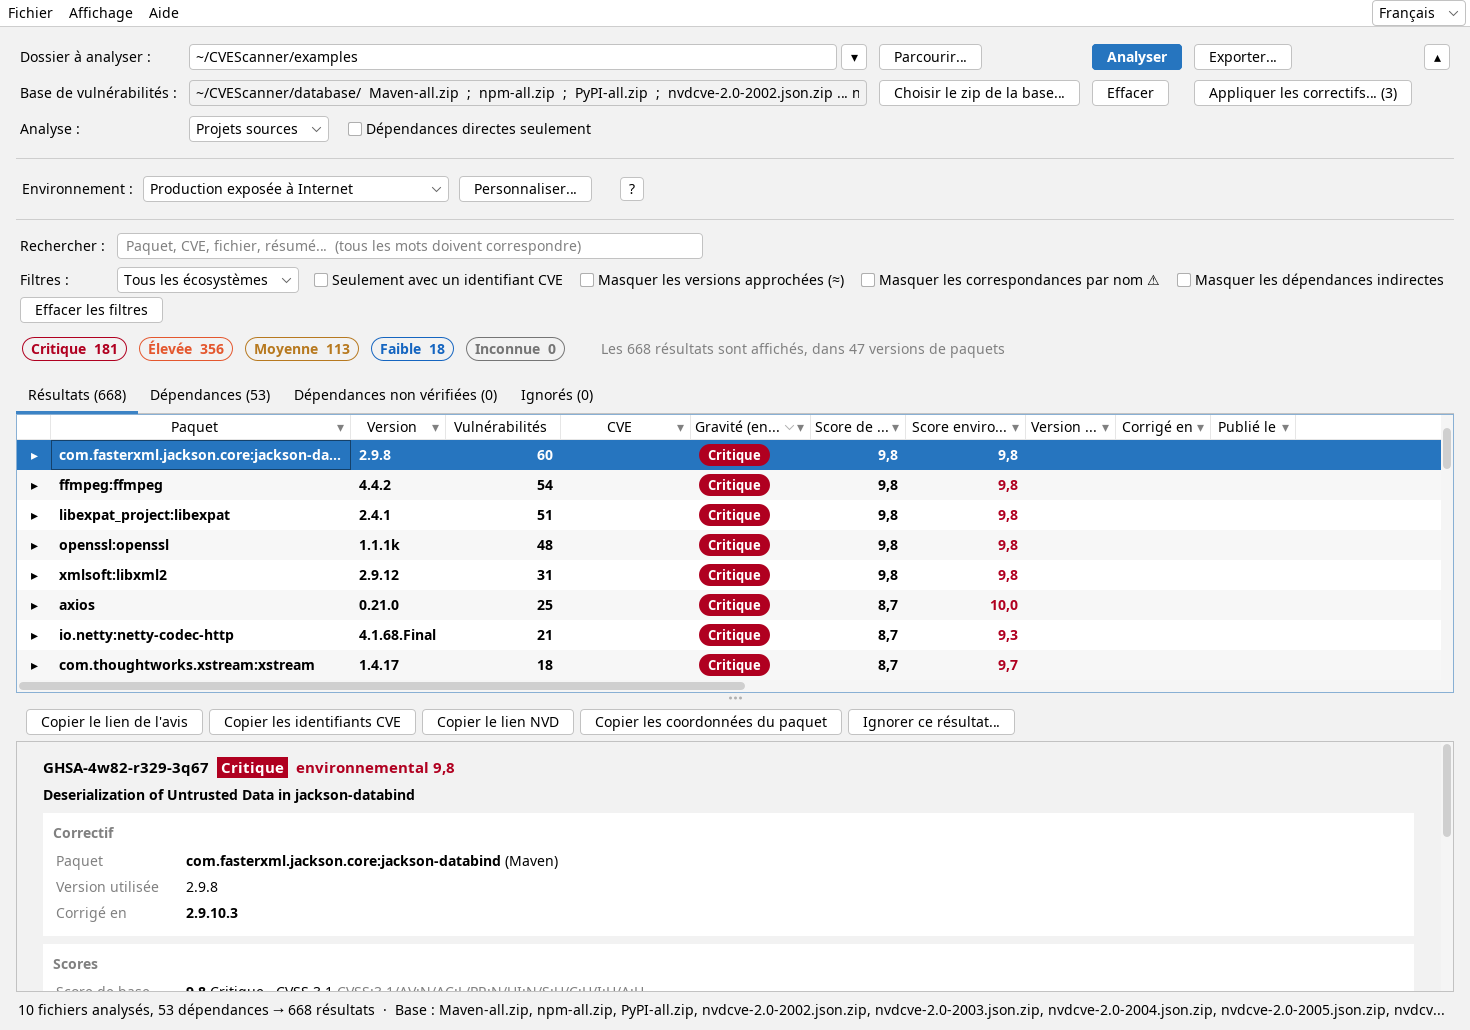 Fichier Affichage Aide Français
Dossier à analyser : ~/CVEScanner/examples ▾ Parcourir... Analyser Exporter... ▴
Base de vulnérabilités : ~/CVEScanner/database/ Maven-all.zip ; npm-all.zip ; PyPI-all.zip ; nvdcve-2.0-2002.json.zip ... n Choisir le zip de la base... Effacer Appliquer les correctifs... (3)
Analyse : Projets sources Dépendances directes seulement
Environnement : Production exposée à Internet Personnaliser... ?
Rechercher : Paquet, CVE, fichier, résumé... (tous les mots doivent correspondre)
Filtres : Tous les écosystèmes Seulement avec un identifiant CVE Masquer les versions approchées (≈) Masquer les correspondances par nom ⚠ Masquer les dépendances indirectes
Effacer les filtres
Critique 181 Élevée 356 Moyenne 113 Faible 18 Inconnue 0 Les 668 résultats sont affichés, dans 47 versions de paquets
Résultats (668) Dépendances (53) Dépendances non vérifiées (0) Ignorés (0)
Paquet ▾ Version ▾ Vulnérabilités CVE ▾ Gravité (en... ▾ Score de ... ▾ Score enviro... ▾ Version ... ▾ Corrigé en ▾ Publié le ▾
▸ com.fasterxml.jackson.core:jackson-da... 2.9.8 60 Critique 9,8 9,8
▸ ffmpeg:ffmpeg 4.4.2 54 Critique 9,8 9,8
▸ libexpat_project:libexpat 2.4.1 51 Critique 9,8 9,8
▸ openssl:openssl 1.1.1k 48 Critique 9,8 9,8
▸ xmlsoft:libxml2 2.9.12 31 Critique 9,8 9,8
▸ axios 0.21.0 25 Critique 8,7 10,0
▸ io.netty:netty-codec-http 4.1.68.Final 21 Critique 8,7 9,3
▸ com.thoughtworks.xstream:xstream 1.4.17 18 Critique 8,7 9,7
Copier le lien de l'avis Copier les identifiants CVE Copier le lien NVD Copier les coordonnées du paquet Ignorer ce résultat...
GHSA-4w82-r329-3q67 Critique environnemental 9,8
Deserialization of Untrusted Data in jackson-databind
Correctif
Paquet com.fasterxml.jackson.core:jackson-databind (Maven)
Version utilisée 2.9.8
Corrigé en 2.9.10.3
Scores
Score de base 9,8 Critique · CVSS 3.1 CVSS:3.1/AV:N/AC:L/PR:N/UI:N/S:U/C:H/I:H/A:H
10 fichiers analysés, 53 dépendances → 668 résultats · Base : Maven-all.zip, npm-all.zip, PyPI-all.zip, nvdcve-2.0-2002.json.zip, nvdcve-2.0-2003.json.zip, nvdcve-2.0-2004.json.zip, nvdcve-2.0-2005.json.zip, nvdcv...